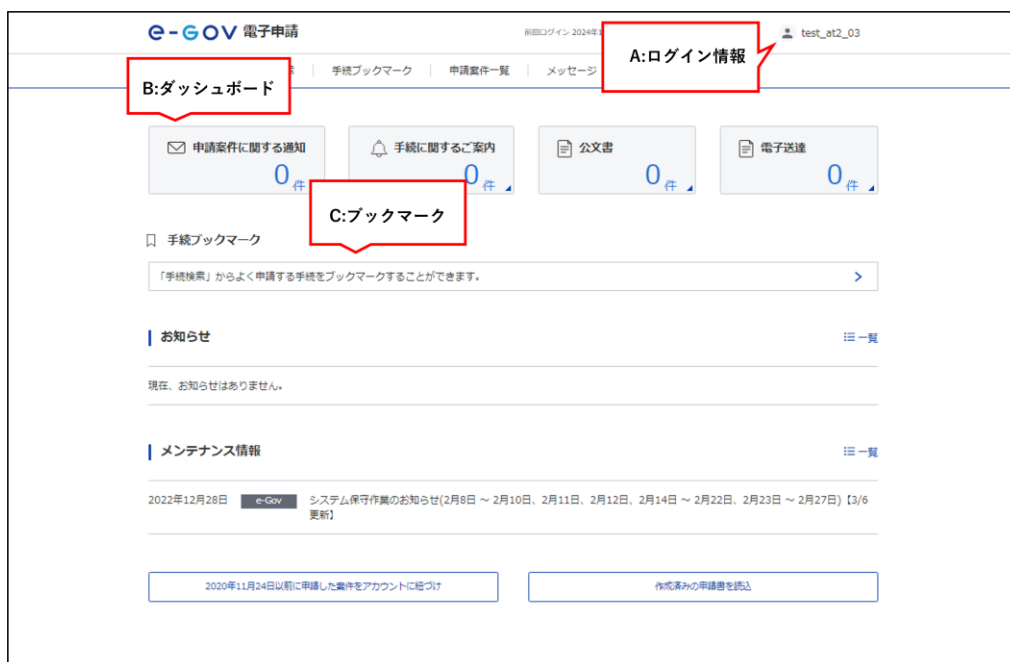 e-GOV 電子申請
前回ログイン 2024年1
test_at2_03
A:ログイン情報
手続ブックマーク
申請案件一覧
メッセージ
B:ダッシュボード
申請案件に関する通知
0件
手続に関するご案内
0件
公文書
0件
電子送達
0件
C:ブックマーク
手続ブックマーク
「手続検索」からよく申請する手続をブックマークすることができます。
お知らせ
一覧
現在、お知らせはありません。
メンテナンス情報
一覧
2022年12月28日
e-Gov
システム保守作業のお知らせ(2月8日 ～ 2月10日、2月11日、2月12日、2月14日 ～ 2月22日、2月23日 ～ 2月27日)【3/6
更新】
2020年11月24日以前に申請した案件をアカウントに紐づけ
作成済みの申請書を読込